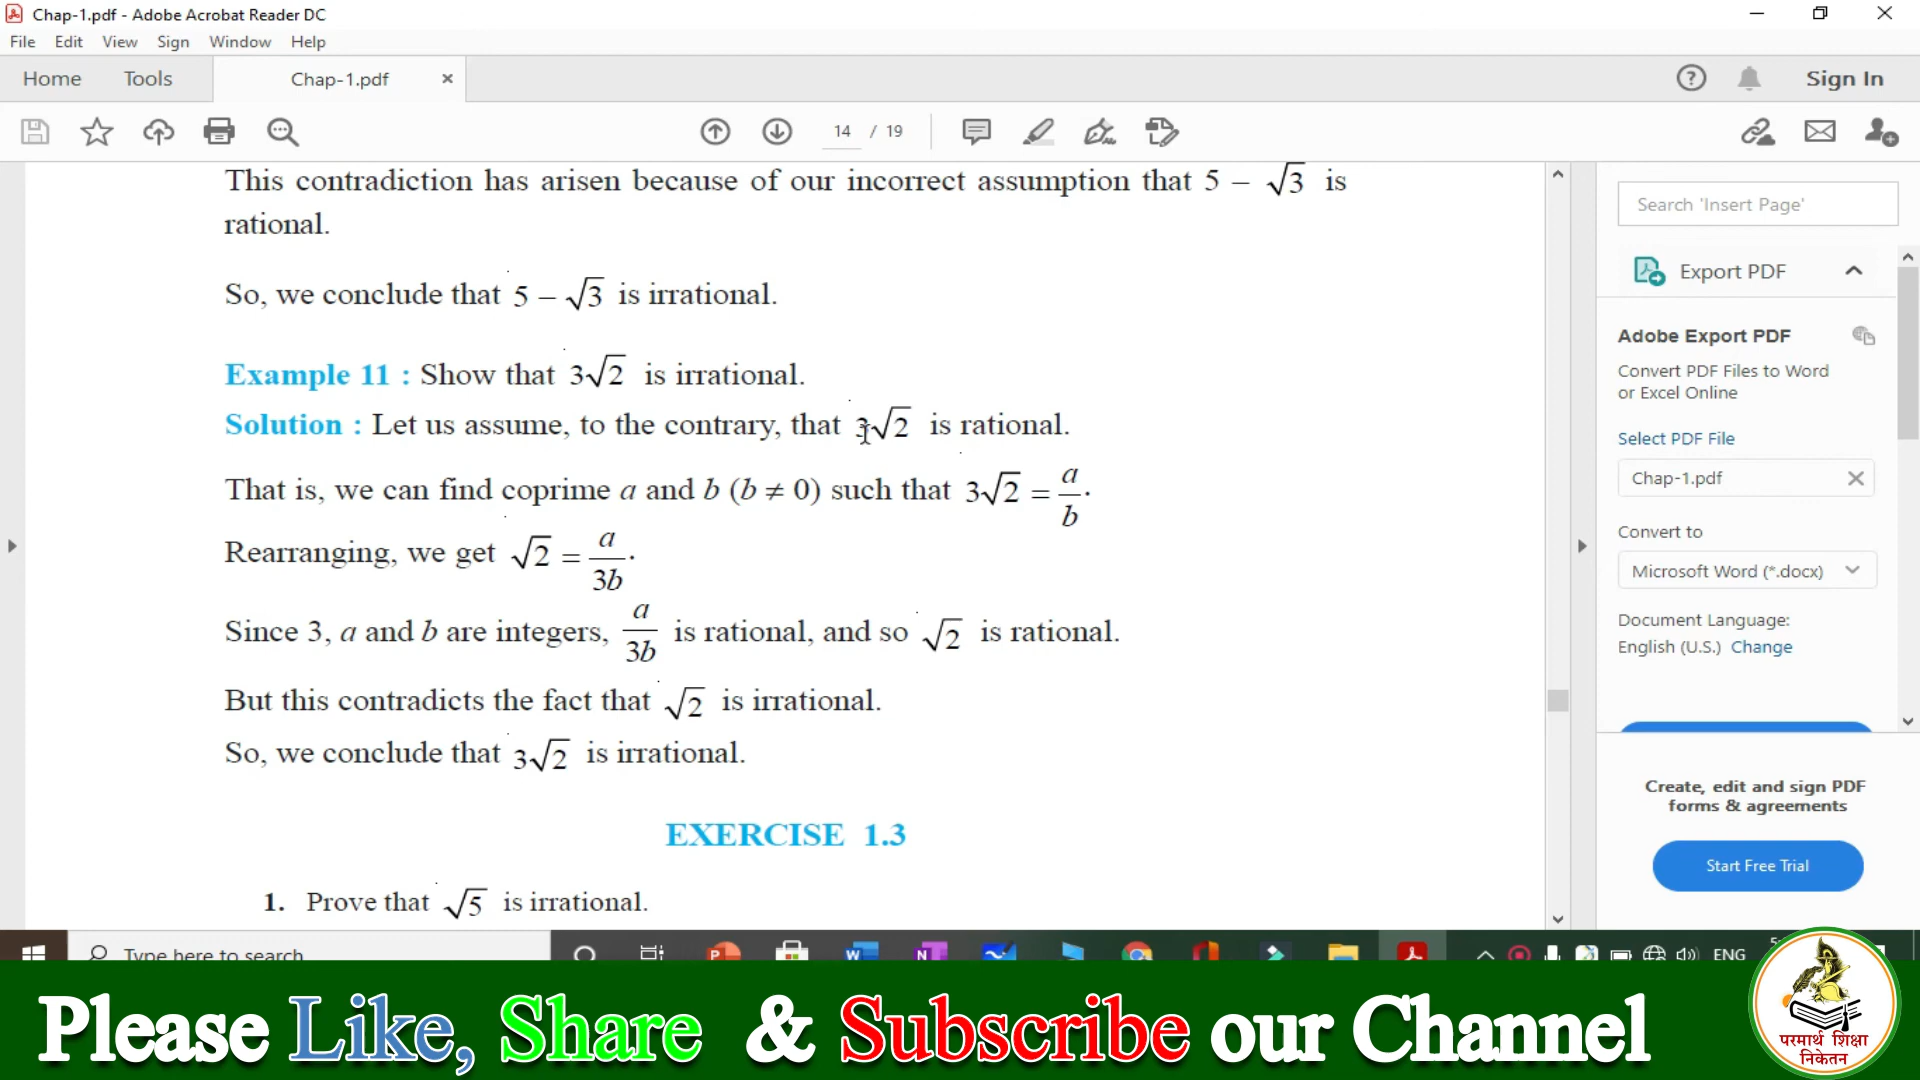 Chap-1.pdf - Adobe Acrobat Reader DC
File Edit View Sign Window Help
Home Tools Chap-1.pdf × Sign In
14 / 19
This contradiction has arisen because of our incorrect assumption that 5 – √3 is
rational.
So, we conclude that 5 – √3 is irrational.
Example 11 : Show that 3√2 is irrational.
Solution : Let us assume, to the contrary, that 3√2 is rational.
That is, we can find coprime a and b (b ≠ 0) such that 3√2 = a/b.
Rearranging, we get √2 = a/3b.
Since 3, a and b are integers, a/3b is rational, and so √2 is rational.
But this contradicts the fact that √2 is irrational.
So, we conclude that 3√2 is irrational.
EXERCISE 1.3
1. Prove that √5 is irrational.
Search 'Insert Page'
Export PDF
Adobe Export PDF
Convert PDF Files to Word
or Excel Online
Select PDF File
Chap-1.pdf
Convert to
Microsoft Word (*.docx)
Document Language:
English (U.S.) Change
Create, edit and sign PDF
forms & agreements
Start Free Trial
Type here to search
ENG
Please Like, Share & Subscribe our Channel
परमार्थ शिक्षा
निकेतन